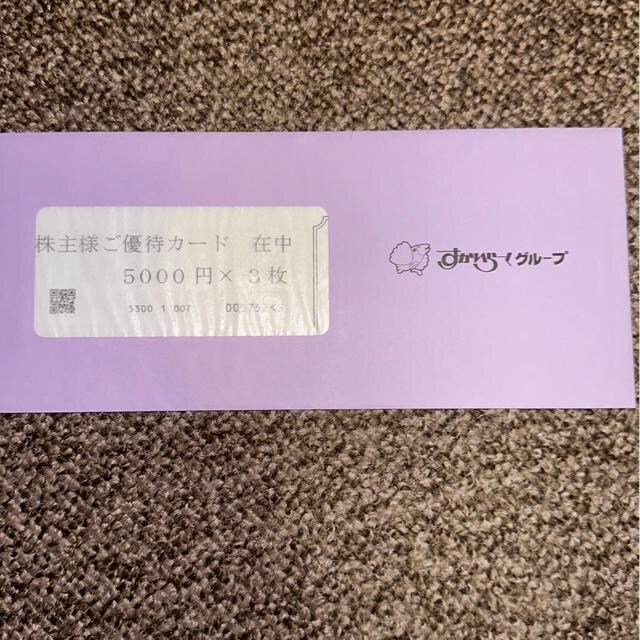 株主様ご優待カード 在中
5000円×3枚
5300 1 007
すかいらーくグループ